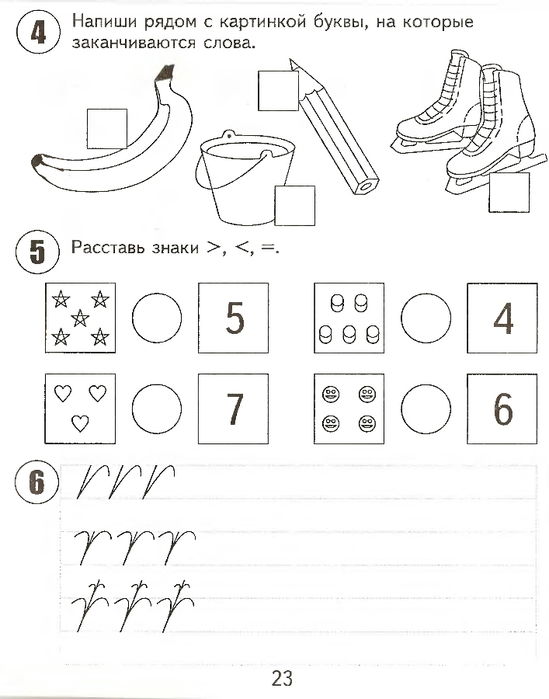 4 Напиши рядом с картинкой буквы, на которые
заканчиваются слова.
5 Расставь знаки >, <, =.
5 4
7 6
6
23